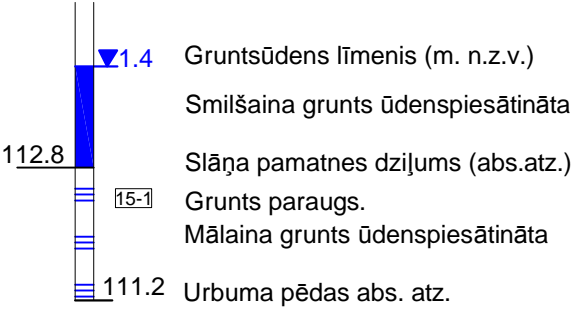 1.4 Gruntsūdens līmenis (m. n.z.v.)
Smilšaina grunts ūdenspiesātināta
112.8 Slāņa pamatnes dziļums (abs.atz.)
15-1 Grunts paraugs.
Mālaina grunts ūdenspiesātināta
111.2 Urbuma pēdas abs. atz.